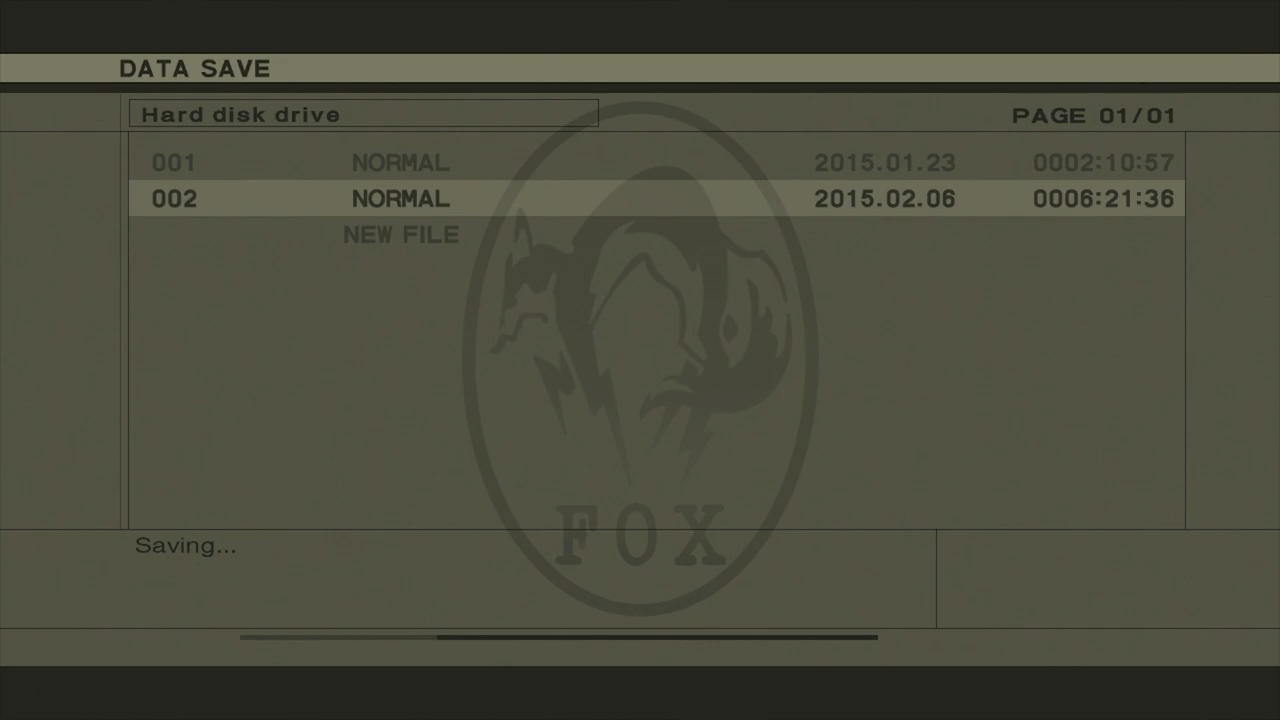 DATA SAVE
Hard disk drive PAGE 01/01
001 NORMAL 2015.01.23 0002:10:57
002 NORMAL 2015.02.06 0006:21:36
NEW FILE
FOX
Saving...